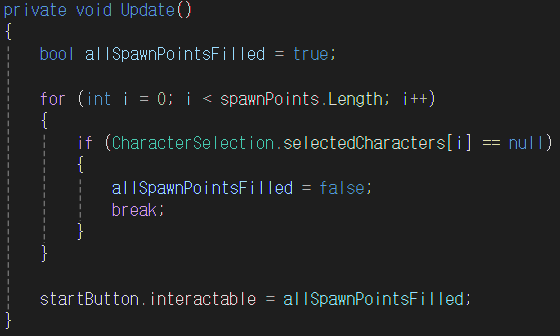 private void Update()
{
bool allSpawnPointsFilled = true;
for (int i = 0; i < spawnPoints.Length; i++)
{
if (CharacterSelection.selectedCharacters[i] == null)
{
allSpawnPointsFilled = false;
break;
}
}
startButton.interactable = allSpawnPointsFilled;
}